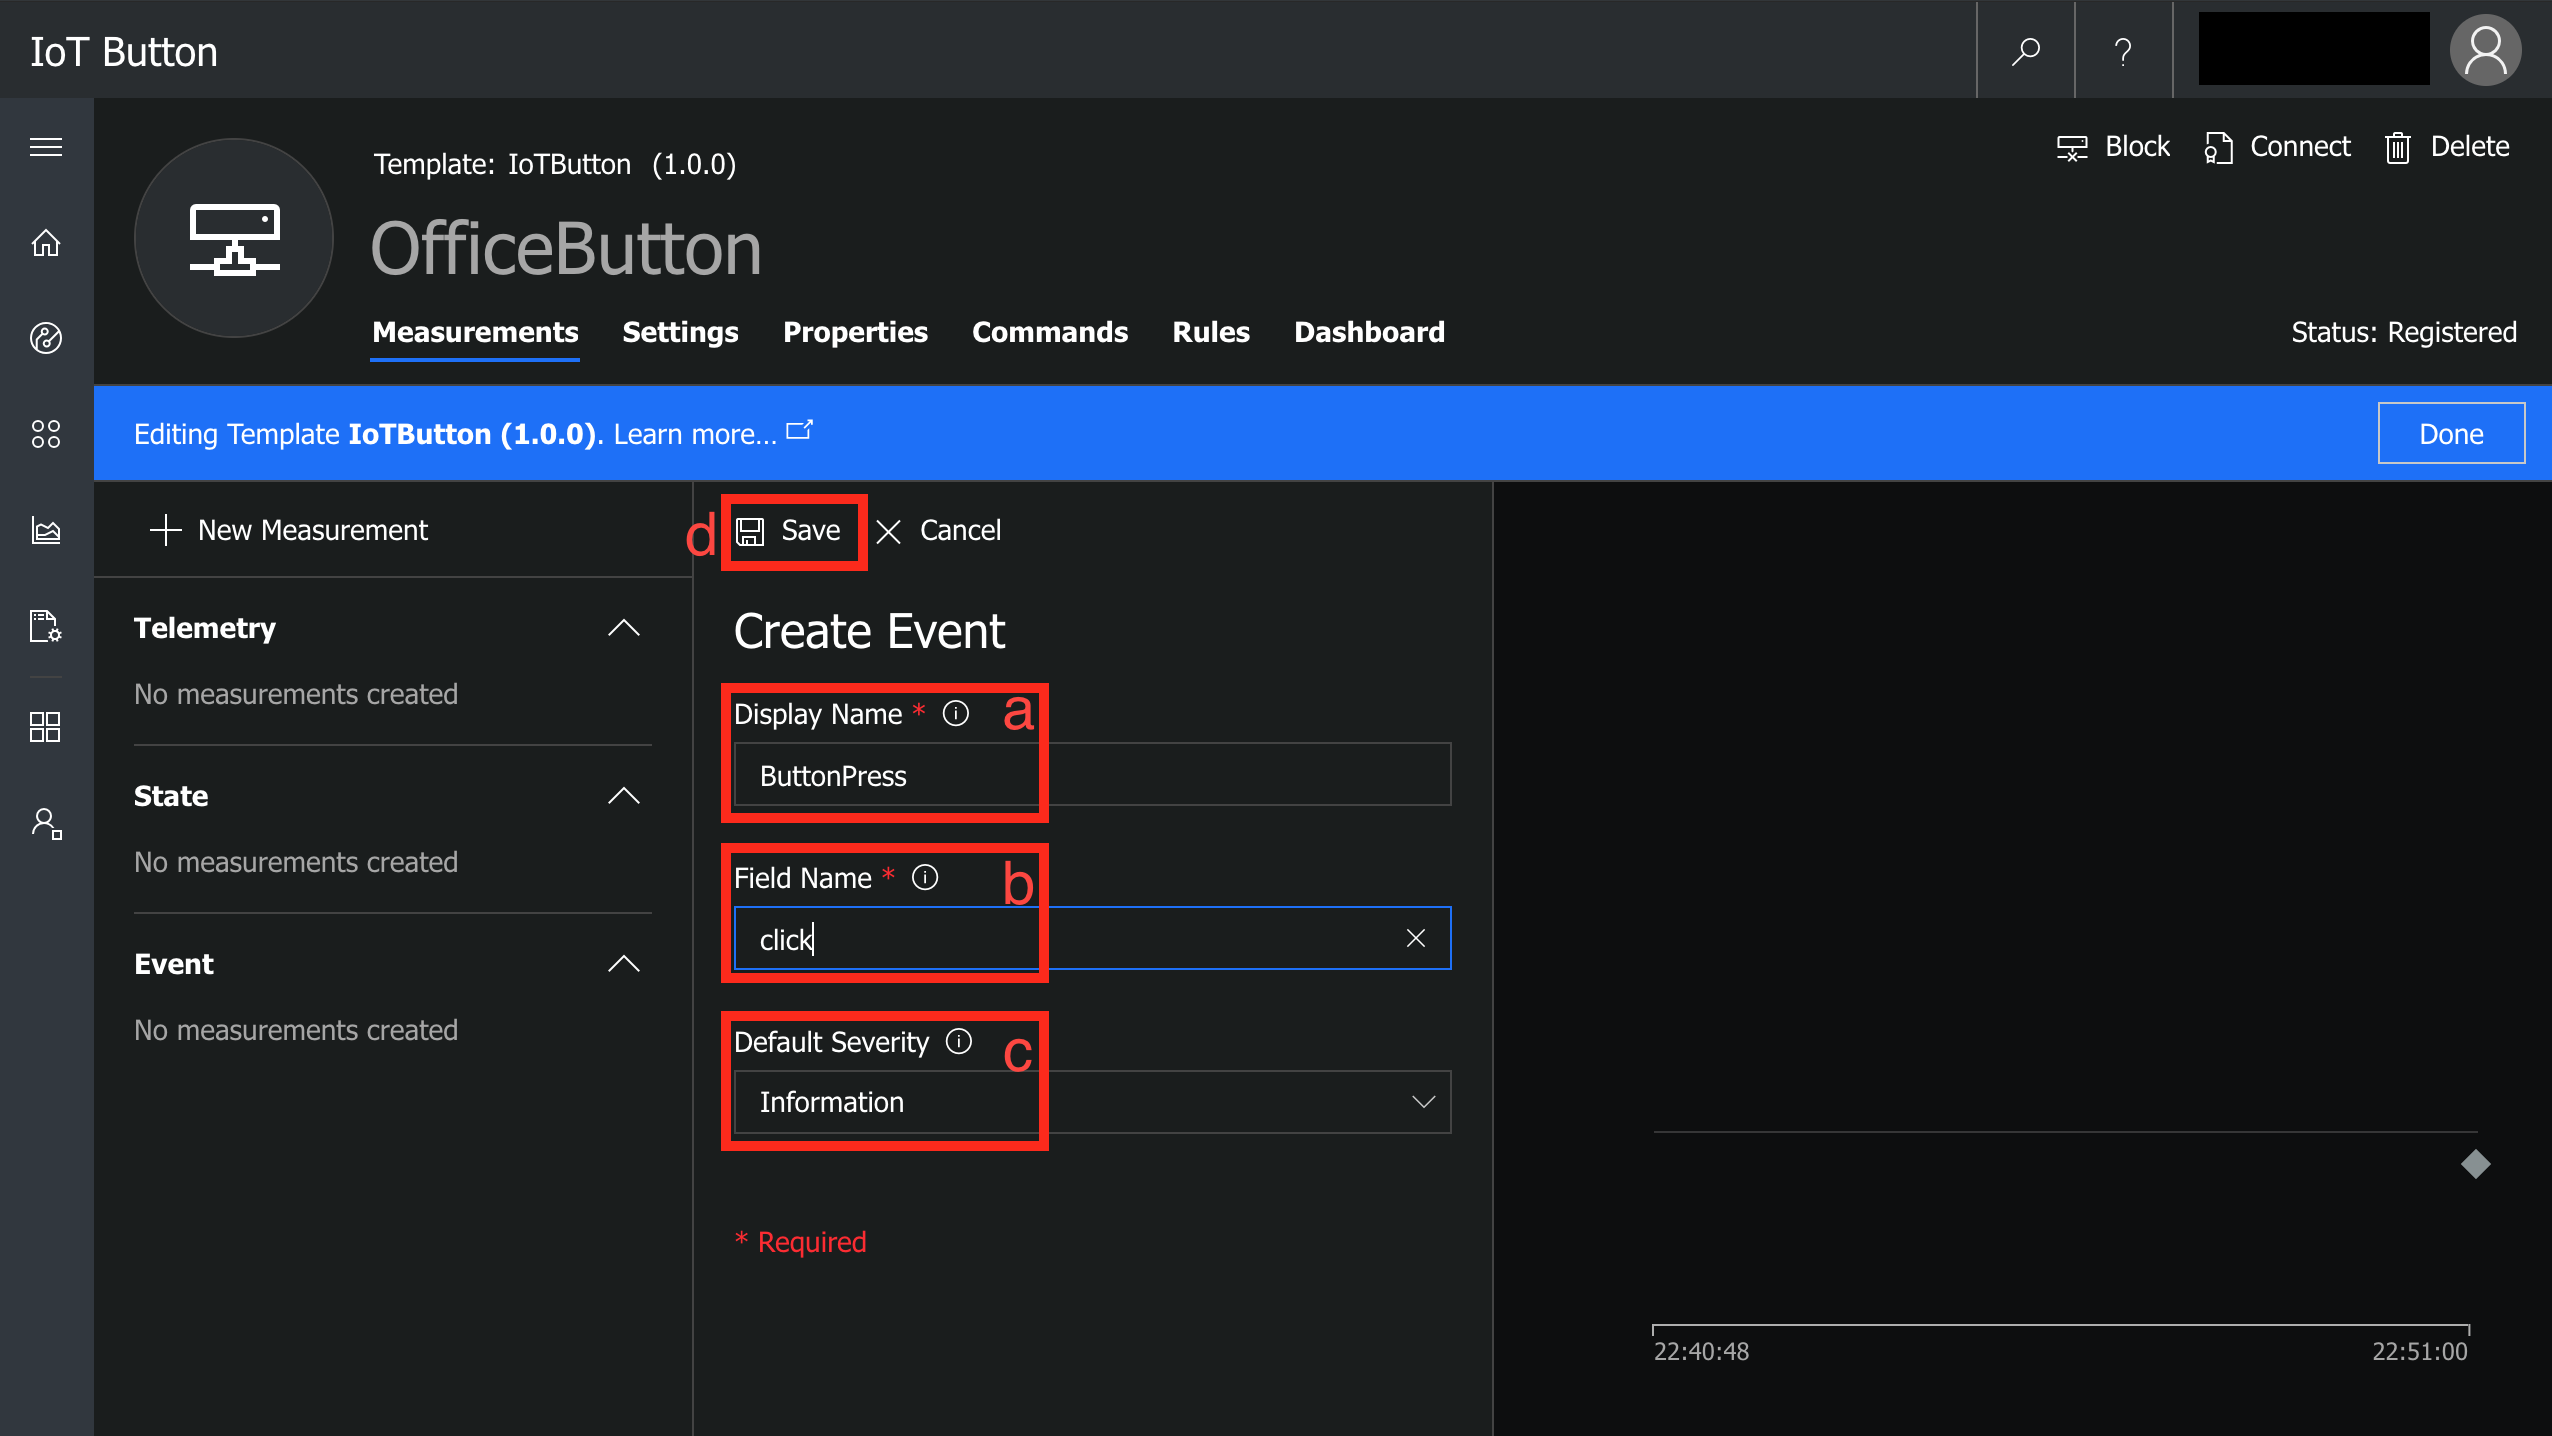 IoT Button
?
Template: IoTButton (1.0.0)
Block
Connect
Delete
OfficeButton
Measurements
Settings
Properties
Commands
Rules
Dashboard
Status: Registered
Editing Template IoTButton (1.0.0). Learn more...
Done
New Measurement
d
Save
Cancel
Telemetry
No measurements created
State
No measurements created
Event
No measurements created
Create Event
Display Name *
a
ButtonPress
Field Name *
b
click
Default Severity
c
Information
* Required
22:40:48
22:51:00